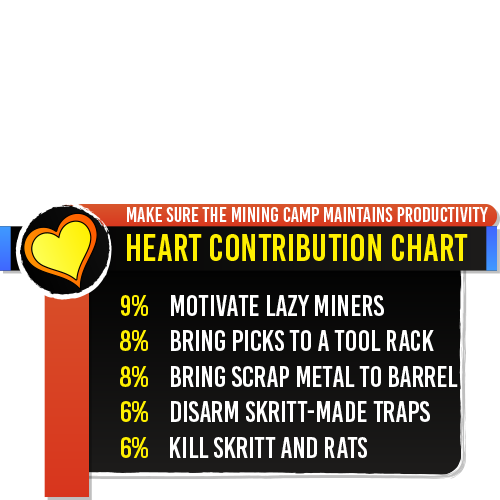 MAKE SURE THE MINING CAMP MAINTAINS PRODUCTIVITY
HEART CONTRIBUTION CHART
9% MOTIVATE LAZY MINERS
8% BRING PICKS TO A TOOL RACK
8% BRING SCRAP METAL TO BARREL
6% DISARM SKRITT-MADE TRAPS
6% KILL SKRITT AND RATS